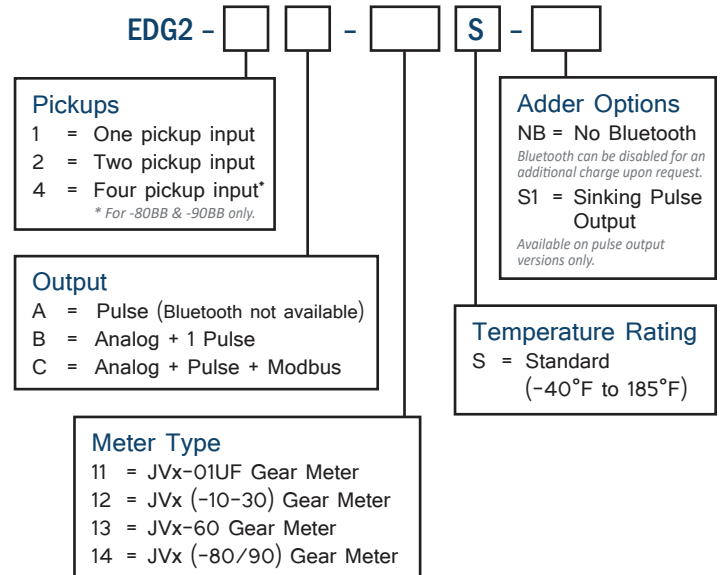 EDG2 – – S –
Pickups
1 = One pickup input
2 = Two pickup input
4 = Four pickup input*
* For -80BB & -90BB only.
Output
A = Pulse (Bluetooth not available)
B = Analog + 1 Pulse
C = Analog + Pulse + Modbus
Meter Type
11 = JVx-01UF Gear Meter
12 = JVx (-10-30) Gear Meter
13 = JVx-60 Gear Meter
14 = JVx (-80/90) Gear Meter
Adder Options
NB = No Bluetooth
Bluetooth can be disabled for an
additional charge upon request.
S1 = Sinking Pulse
Output
Available on pulse output
versions only.
Temperature Rating
S = Standard
(-40°F to 185°F)